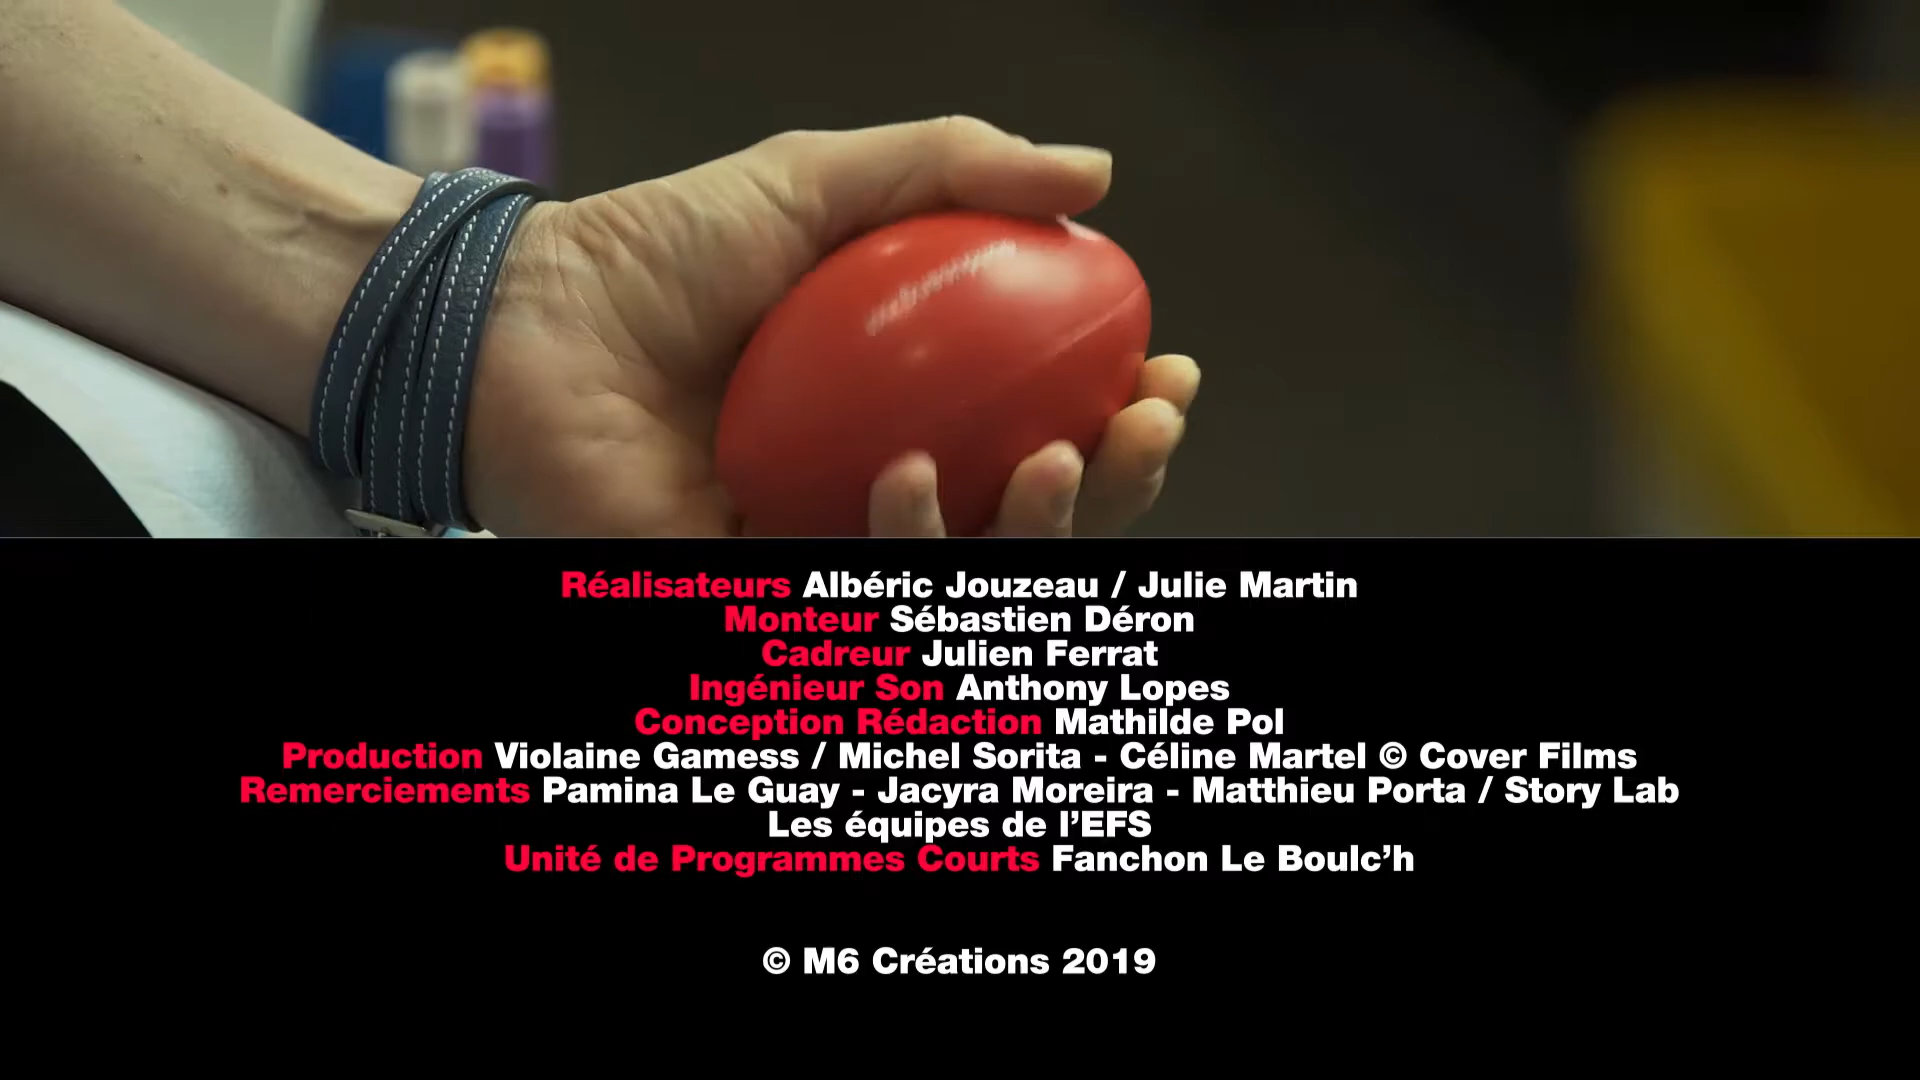 Réalisateurs Albéric Jouzeau / Julie Martin
Monteur Sébastien Déron
Cadreur Julien Ferrat
Ingénieur Son Anthony Lopes
Conception Rédaction Mathilde Pol
Production Violaine Gamess / Michel Sorita - Céline Martel © Cover Films
Remerciements Pamina Le Guay - Jacyra Moreira - Matthieu Porta / Story Lab
Les équipes de l’EFS
Unité de Programmes Courts Fanchon Le Boulc’h
© M6 Créations 2019